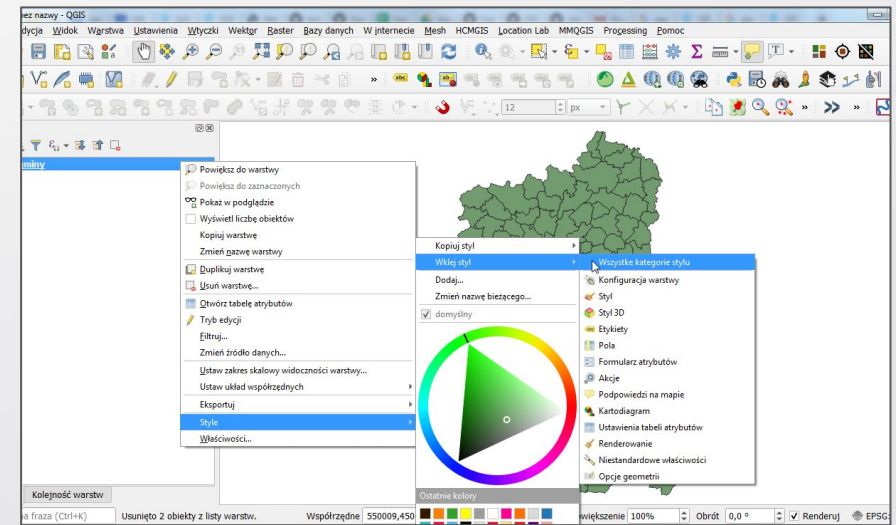 nez nazwy - QGIS
dycja Widok Warstwa Ustawienia Wtyczki Wektor Raster Bazy danych W internecie Mesh HCMGIS Location Lab MMQGIS Processing Pomoc
abc
12 px
miny
Powiększ do warstwy
Powiększ do zaznaczonych
Pokaż w podglądzie
Wyświetl liczbę obiektów
Kopiuj warstwę
Zmień nazwę warstwy
Duplikuj warstwę
Usuń warstwę...
Otwórz tabelę atrybutów
Tryb edycji
Filtruj...
Zmień źródło danych...
Ustaw zakres skalowy widoczności warstwy...
Ustaw układ współrzędnych
Eksportuj
Style
Właściwości...
Kopiuj styl
Wklej styl
Dodaj...
Zmień nazwę bieżącego...
domyślny
Ostatnie kolory
Wszystkie kategorie stylu
Konfiguracja warstwy
Styl
Styl 3D
Etykiety
Pola
Formularz atrybutów
Akcje
Podpowiedzi na mapie
Kartodiagram
Ustawienia tabeli atrybutów
Renderowanie
Niestandardowe właściwości
Opcje geometrii
Kolejność warstw
a fraza (Ctrl+K) Usunięto 2 obiekty z listy warstw. Współrzędne 550009,450 większenie 100% Obrót 0,0 ° Renderuj EPSG: